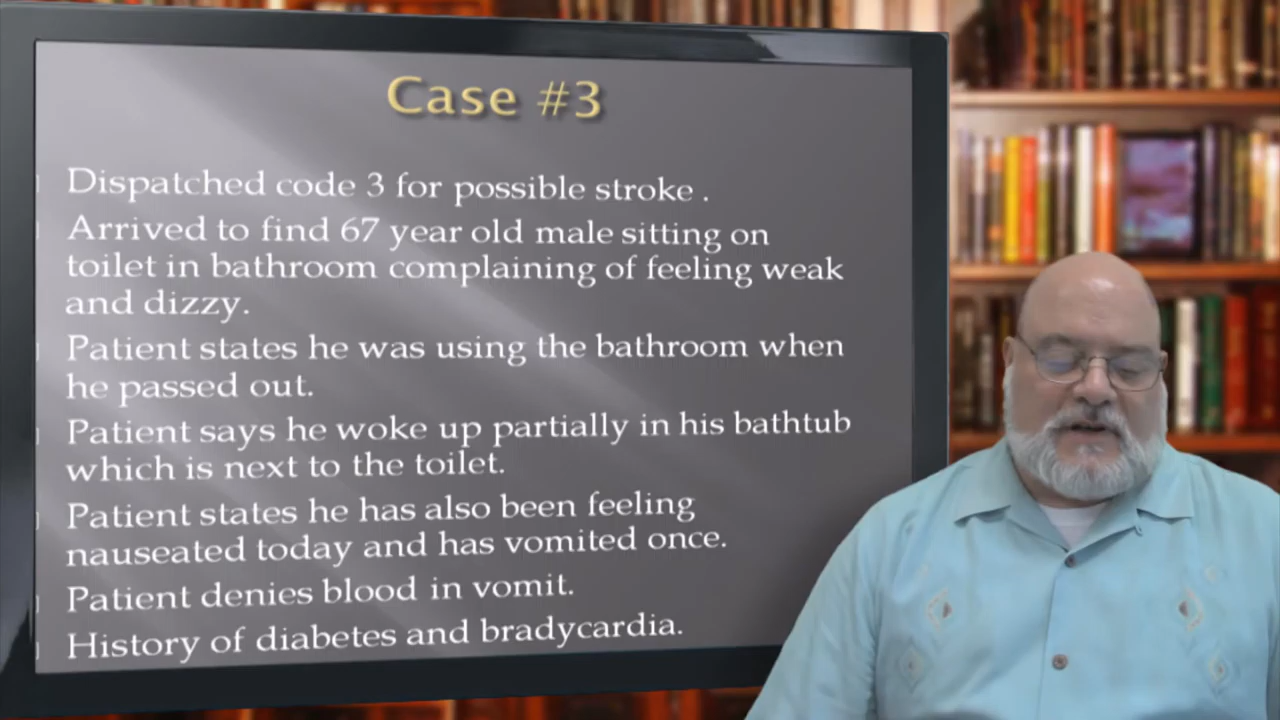 Case #3
Dispatched code 3 for possible stroke .
Arrived to find 67 year old male sitting on
toilet in bathroom complaining of feeling weak
and dizzy.
Patient states he was using the bathroom when
he passed out.
Patient says he woke up partially in his bathtub
which is next to the toilet.
Patient states he has also been feeling
nauseated today and has vomited once.
Patient denies blood in vomit.
History of diabetes and bradycardia.